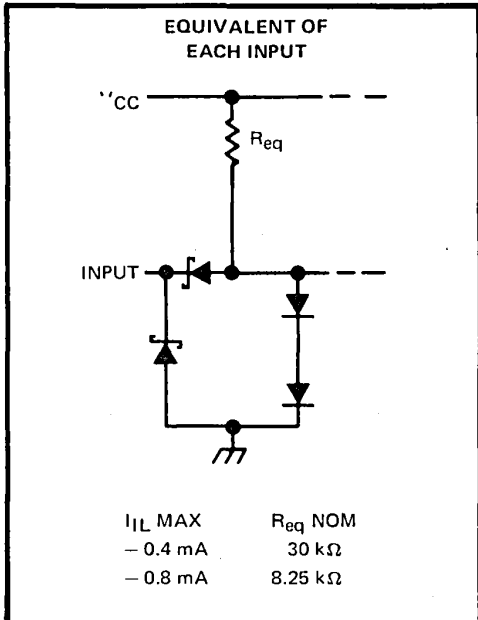 EQUIVALENT OF
EACH INPUT
VCC
Req
INPUT
IIL MAX Req NOM
− 0.4 mA 30 kΩ
− 0.8 mA 8.25 kΩ